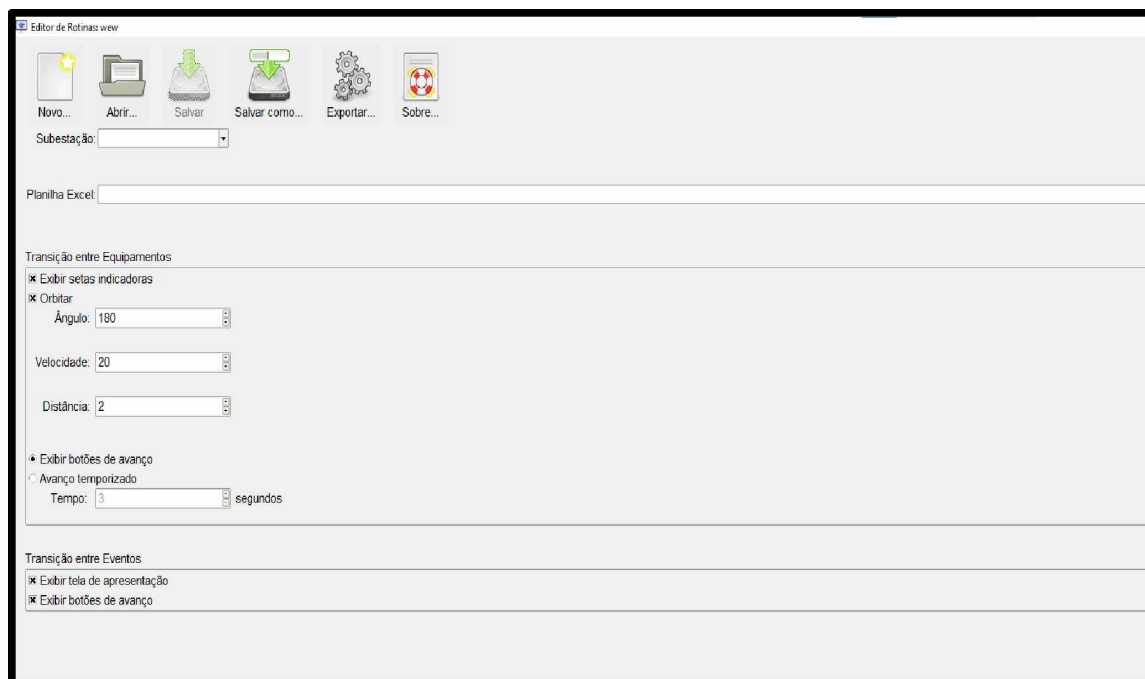 Editor de Rotinas: wew
Novo... Abrir... Salvar Salvar como... Exportar... Sobre...
Subestação:
Planilha Excel:
Transição entre Equipamentos
Exibir setas indicadoras
Orbitar
Ângulo: 180
Velocidade: 20
Distância: 2
Exibir botões de avanço
Avanço temporizado
Tempo: 3 segundos
Transição entre Eventos
Exibir tela de apresentação
Exibir botões de avanço